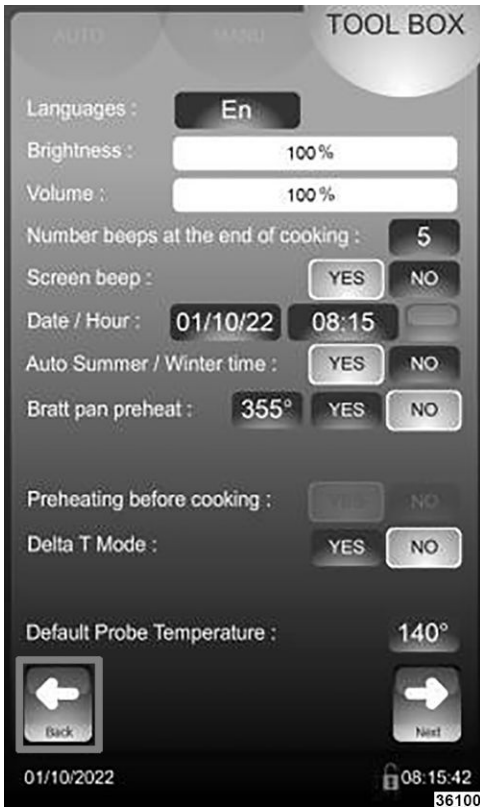 AUTO MANU TOOL BOX
Languages : En
Brightness : 100 %
Volume : 100 %
Number beeps at the end of cooking : 5
Screen beep : YES NO
Date / Hour : 01/10/22 08:15
Auto Summer / Winter time : YES NO
Bratt pan preheat : 355° YES NO
Preheating before cooking : YES NO
Delta T Mode : YES NO
Default Probe Temperature : 140°
Back Next
01/10/2022 08:15:42
36100